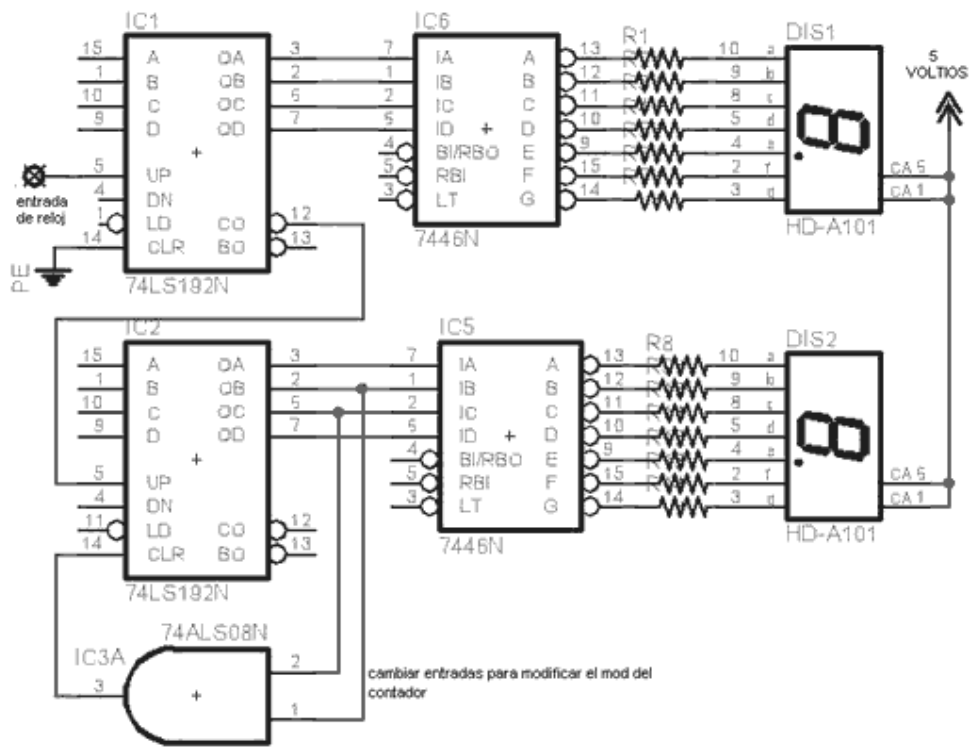 IC1
15 A QA 3
1 B QB 2
10 C QC 6
9 D QD 7
+
5 UP
4 DN
1 LD CO 12
14 CLR BO 13
74LS192N
entrada
de reloj
PE
IC6
7 IA A 13
1 IB B 12
2 IC C 11
6 ID D 10
+
4 BI/RBO E 9
5 RBI F 15
3 LT G 14
7446N
R1
DIS1
10 a
9 b
8 c
5 d
4 e
2 f
3 g
CA 5
CA 1
HD-A101
5
VOLTIOS
IC2
15 A QA 3
1 B QB 2
10 C QC 6
9 D QD 7
+
5 UP
4 DN
11 LD CO 12
14 CLR BO 13
74LS192N
IC5
7 IA A 13
1 IB B 12
2 IC C 11
6 ID D 10
+
4 BI/RBO E 9
5 RBI F 15
3 LT G 14
7446N
R8
DIS2
10 a
9 b
8 c
5 d
4 e
2 f
3 g
CA 5
CA 1
HD-A101
74ALS08N
IC3A
3
+
2
1
cambiar entradas para modificar el mod del
contador